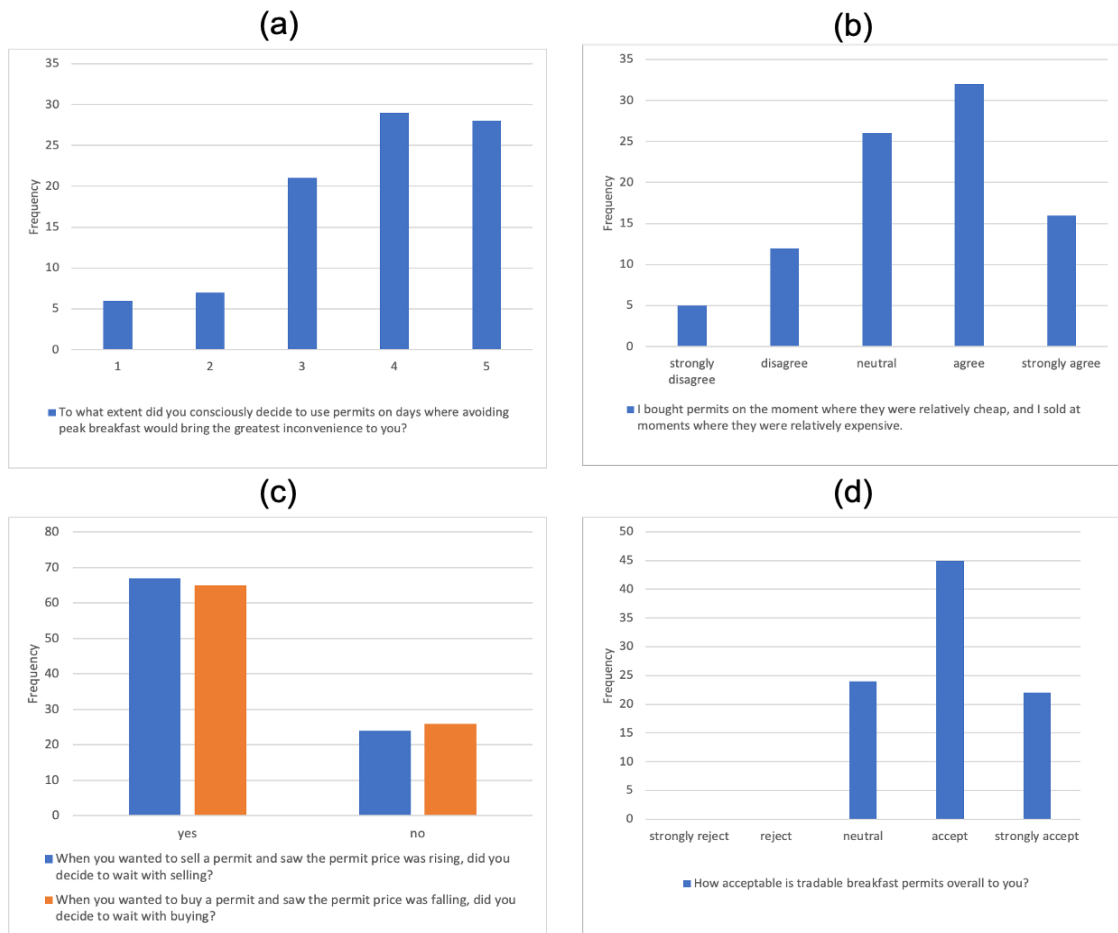 (a)
35
30
25
20
15
10
5
0
Frequency
1 2 3 4 5
To what extent did you consciously decide to use permits on days where avoiding
peak breakfast would bring the greatest inconvenience to you?
(b)
35
30
25
20
15
10
5
0
Frequency
strongly disagree neutral agree strongly agree
disagree
I bought permits on the moment where they were relatively cheap, and I sold at
moments where they were relatively expensive.
(c)
80
70
60
50
40
30
20
10
0
Frequency
yes no
When you wanted to sell a permit and saw the permit price was rising, did you
decide to wait with selling?
When you wanted to buy a permit and saw the permit price was falling, did you
decide to wait with buying?
(d)
50
45
40
35
30
25
20
15
10
5
0
Frequency
strongly reject reject neutral accept strongly accept
How acceptable is tradable breakfast permits overall to you?